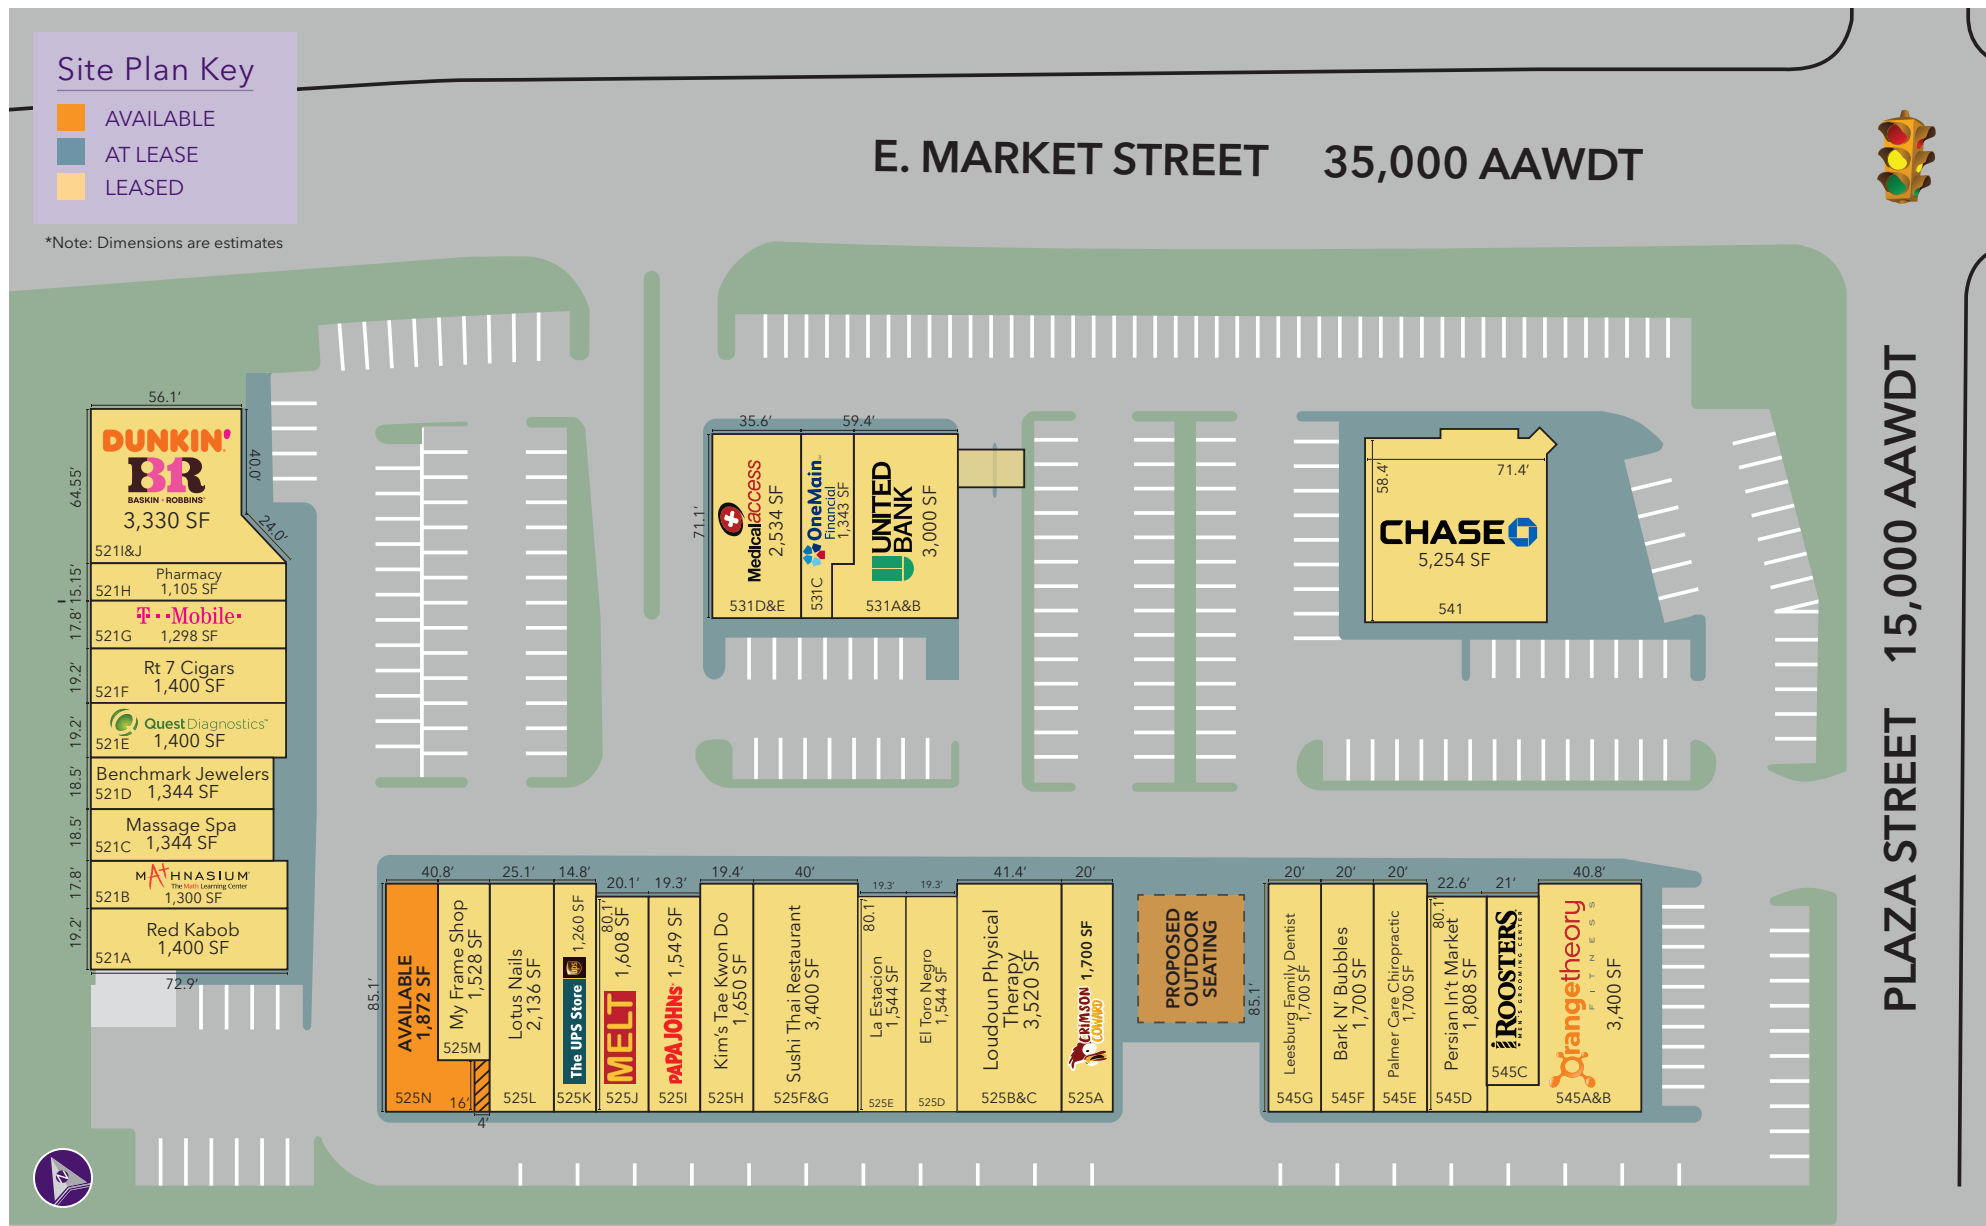 Site Plan Key
AVAILABLE
AT LEASE
LEASED
*Note: Dimensions are estimates
E. MARKET STREET 35,000 AAWDT
PLAZA STREET 15,000 AAWDT
56.1'
64.55'
40.0'
24.0'
DUNKIN'
BR
BASKIN • ROBBINS
3,330 SF
521I&J
15.15'
Pharmacy
1,105 SF
521H
17.8'
T··Mobile·
1,298 SF
521G
19.2'
Rt 7 Cigars
1,400 SF
521F
19.2'
Quest Diagnostics™
1,400 SF
521E
18.5'
Benchmark Jewelers
1,344 SF
521D
18.5'
Massage Spa
1,344 SF
521C
17.8'
MATHNASIUM
The Math Learning Center
1,300 SF
521B
19.2'
Red Kabob
1,400 SF
521A
72.9'
35.6'
59.4'
71.1'
Medicalaccess
2,534 SF
531D&E
OneMain
Financial
1,343 SF
531C
UNITED
BANK
3,000 SF
531A&B
58.4'
71.4'
CHASE
5,254 SF
541
85.1'
40.8'
AVAILABLE
1,872 SF
525N
16'
4'
My Frame Shop
1,528 SF
525M
25.1'
Lotus Nails
2,136 SF
525L
14.8'
The UPS Store
ups
1,260 SF
525K
20.1'
80.1'
MELT
1,608 SF
525J
19.3'
PAPA JOHNS
1,549 SF
525I
19.4'
Kim's Tae Kwon Do
1,650 SF
525H
40'
Sushi Thai Restaurant
3,400 SF
525F&G
19.3'
80.1'
La Estacion
1,544 SF
525E
19.3'
El Toro Negro
1,544 SF
525D
41.4'
Loudoun Physical
Therapy
3,520 SF
525B&C
20'
CRIMSON
COWARD
1,700 SF
525A
PROPOSED
OUTDOOR
SEATING
85.1'
20'
Leesburg Family Dentist
1,700 SF
545G
20'
Bark N' Bubbles
1,700 SF
545F
20'
Palmer Care Chiropractic
1,700 SF
545E
22.6'
80.1'
Persian In't Market
1,808 SF
545D
21'
ROOSTERS
MEN'S GROOMING CENTER
545C
40.8'
Orangetheory
FITNESS
3,400 SF
545A&B
N